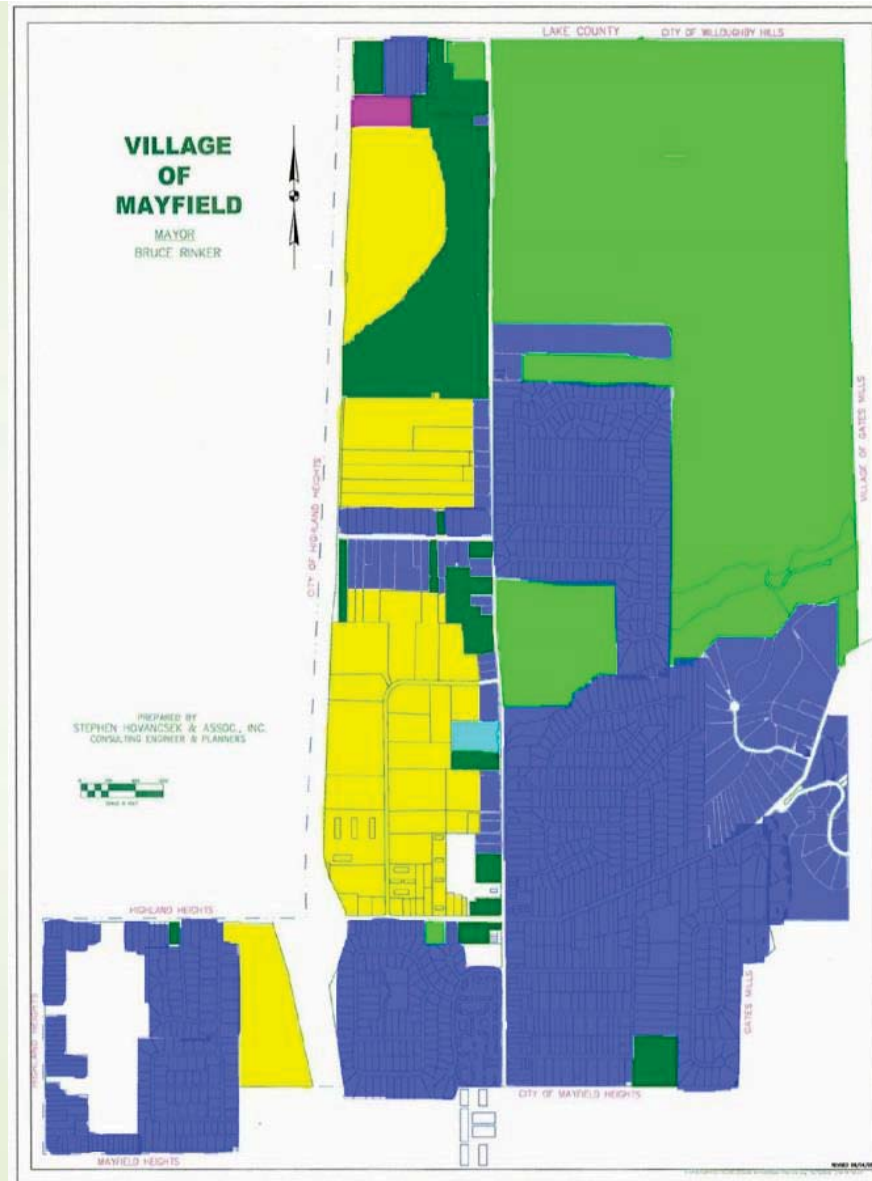 LAKE COUNTY
CITY OF WILLOUGHBY HILLS
VILLAGE
OF
MAYFIELD
MAYOR
BRUCE RINKER
VILLAGE OF GATES MILLS
CITY OF HIGHLAND HEIGHTS
PREPARED BY
STEPHEN HOVANCSEK & ASSOC., INC.
CONSULTING ENGINEER & PLANNERS
HIGHLAND HEIGHTS
HIGHLAND HEIGHTS
GATES MILLS
CITY OF MAYFIELD HEIGHTS
MAYFIELD HEIGHTS